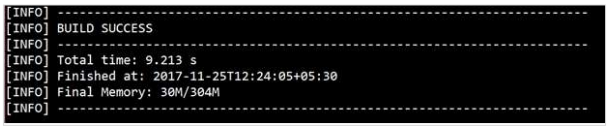 [INFO] ------------------------------------------------------------------------
[INFO] BUILD SUCCESS
[INFO] ------------------------------------------------------------------------
[INFO] Total time: 9.213 s
[INFO] Finished at: 2017-11-25T12:24:05+05:30
[INFO] Final Memory: 30M/304M
[INFO] ------------------------------------------------------------------------